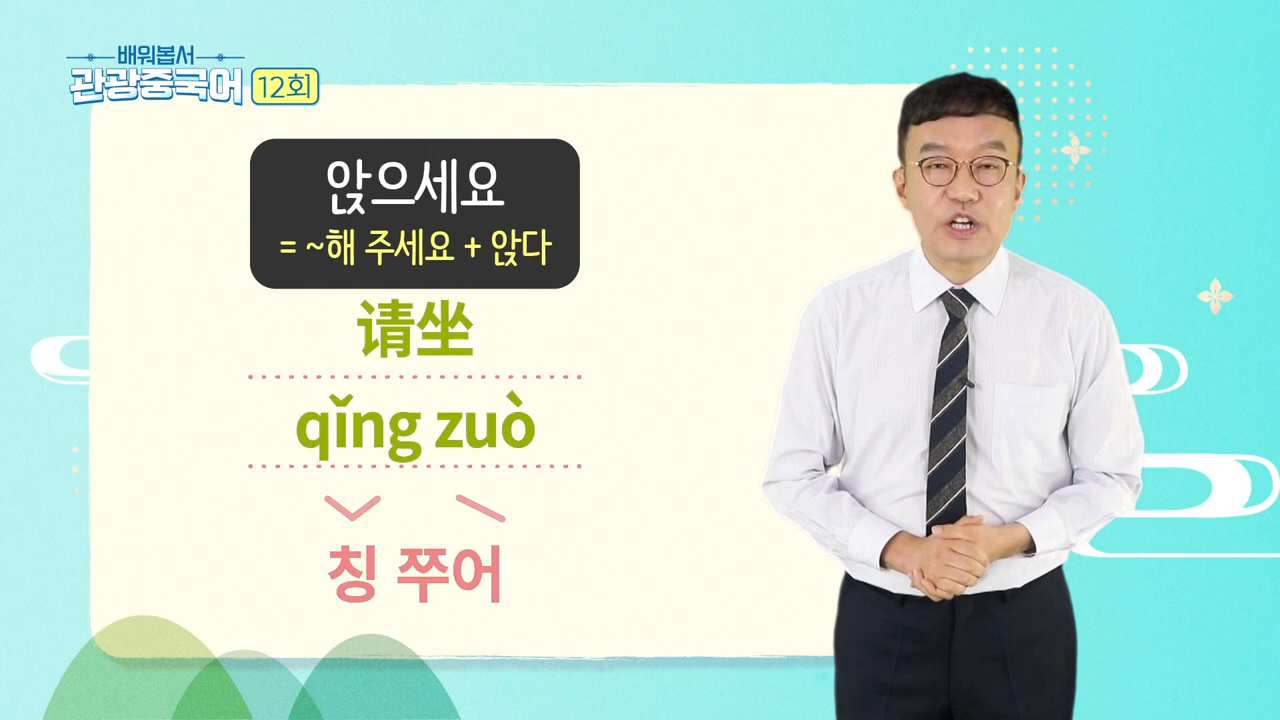 배워봅서
관광중국어 12회
앉으세요
= ~해 주세요 + 앉다
请坐
qǐng zuò
칭 쭈어